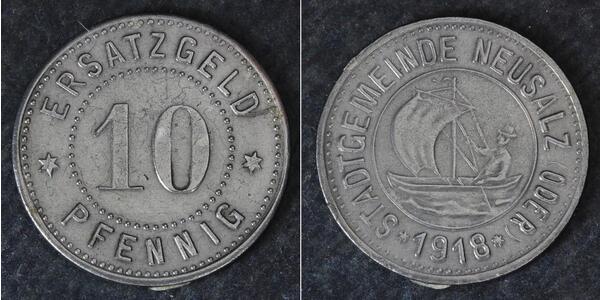 ERSATZGELD
10
PFENNIG
STADTGEMEINDE NEUSALZ (ODER)
1918